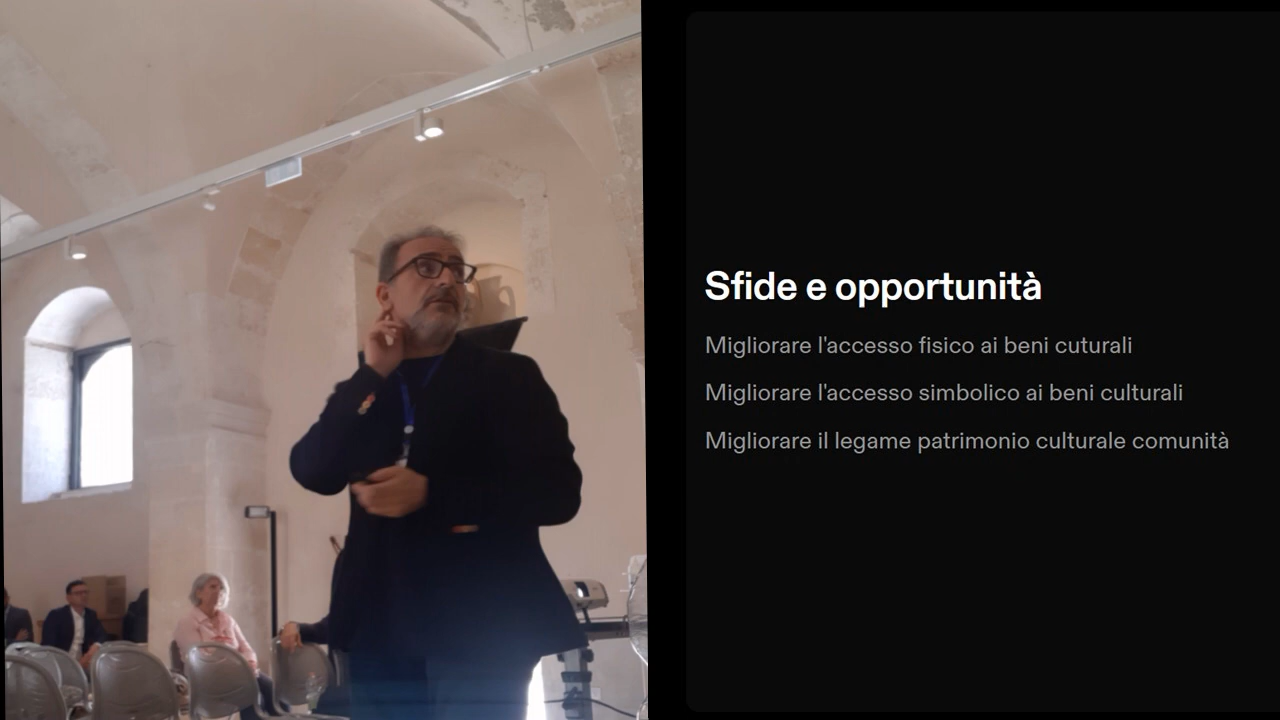 Sfide e opportunità
Migliorare l'accesso fisico ai beni cuturali
Migliorare l'accesso simbolico ai beni culturali
Migliorare il legame patrimonio culturale comunità